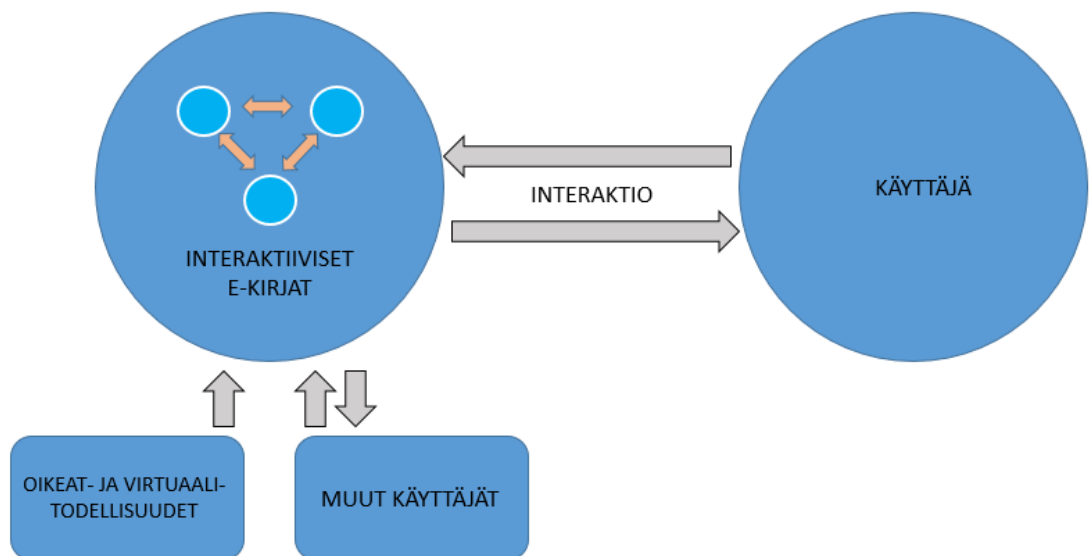 INTERAKTIO
KÄYTTÄJÄ
INTERAKTIIVISET
E-KIRJAT
OIKEAT- JA VIRTUAALI-
TODELLISUUDET
MUUT KÄYTTÄJÄT